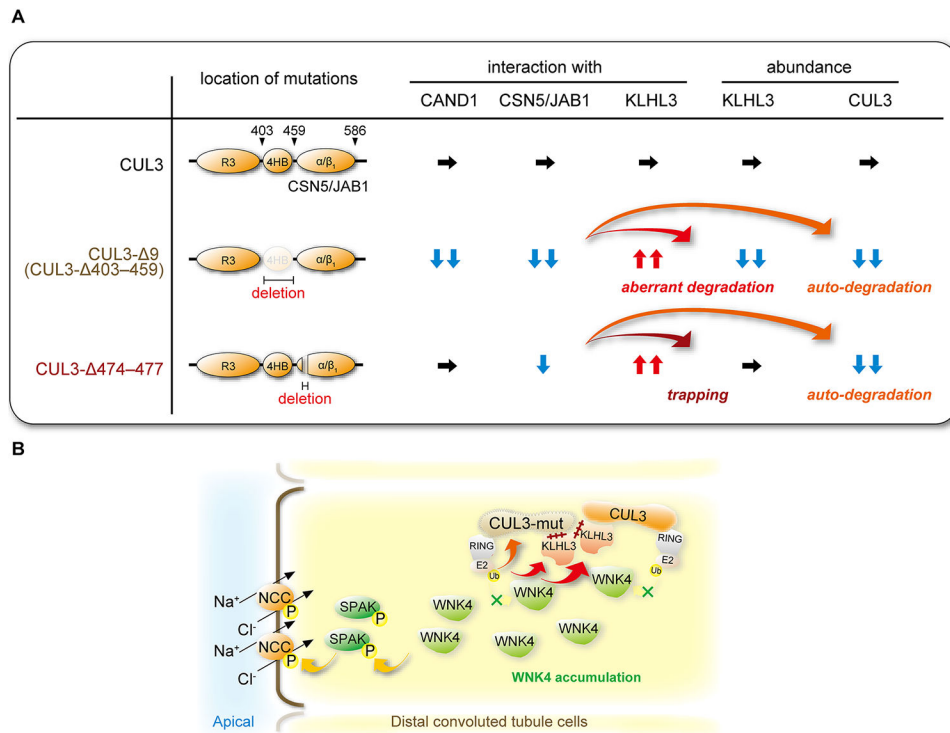 A
location of mutations
interaction with
abundance
CAND1 CSN5/JAB1 KLHL3 KLHL3 CUL3
403 459 586
CUL3
R3 4HB α/β1
CSN5/JAB1
CUL3-Δ9
(CUL3-Δ403–459)
R3 4HB α/β1
deletion
aberrant degradation auto-degradation
CUL3-Δ474–477
R3 4HB α/β1
deletion
trapping auto-degradation
B
CUL3-mut CUL3
RING KLHL3 KLHL3 RING
E2 E2
Ub Ub
WNK4 WNK4
Na⁺ NCC P
SPAK P
WNK4
Cl⁻
Na⁺ NCC P
SPAK P
WNK4 WNK4 WNK4
Cl⁻
WNK4 accumulation
Apical Distal convoluted tubule cells